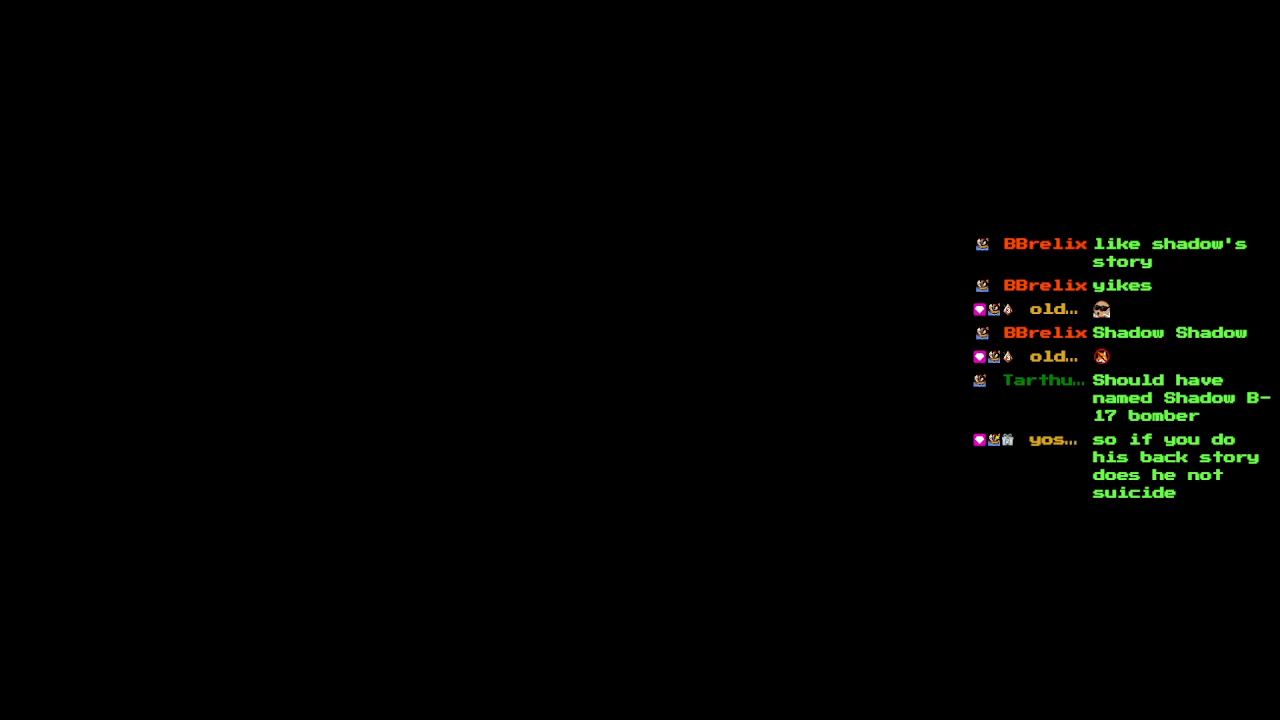 BBrelix like shadow's
story
BBrelix yikes
old...
BBrelix Shadow Shadow
old...
Tarthu... Should have
named Shadow B-
17 bomber
yos... so if you do
his back story
does he not
suicide